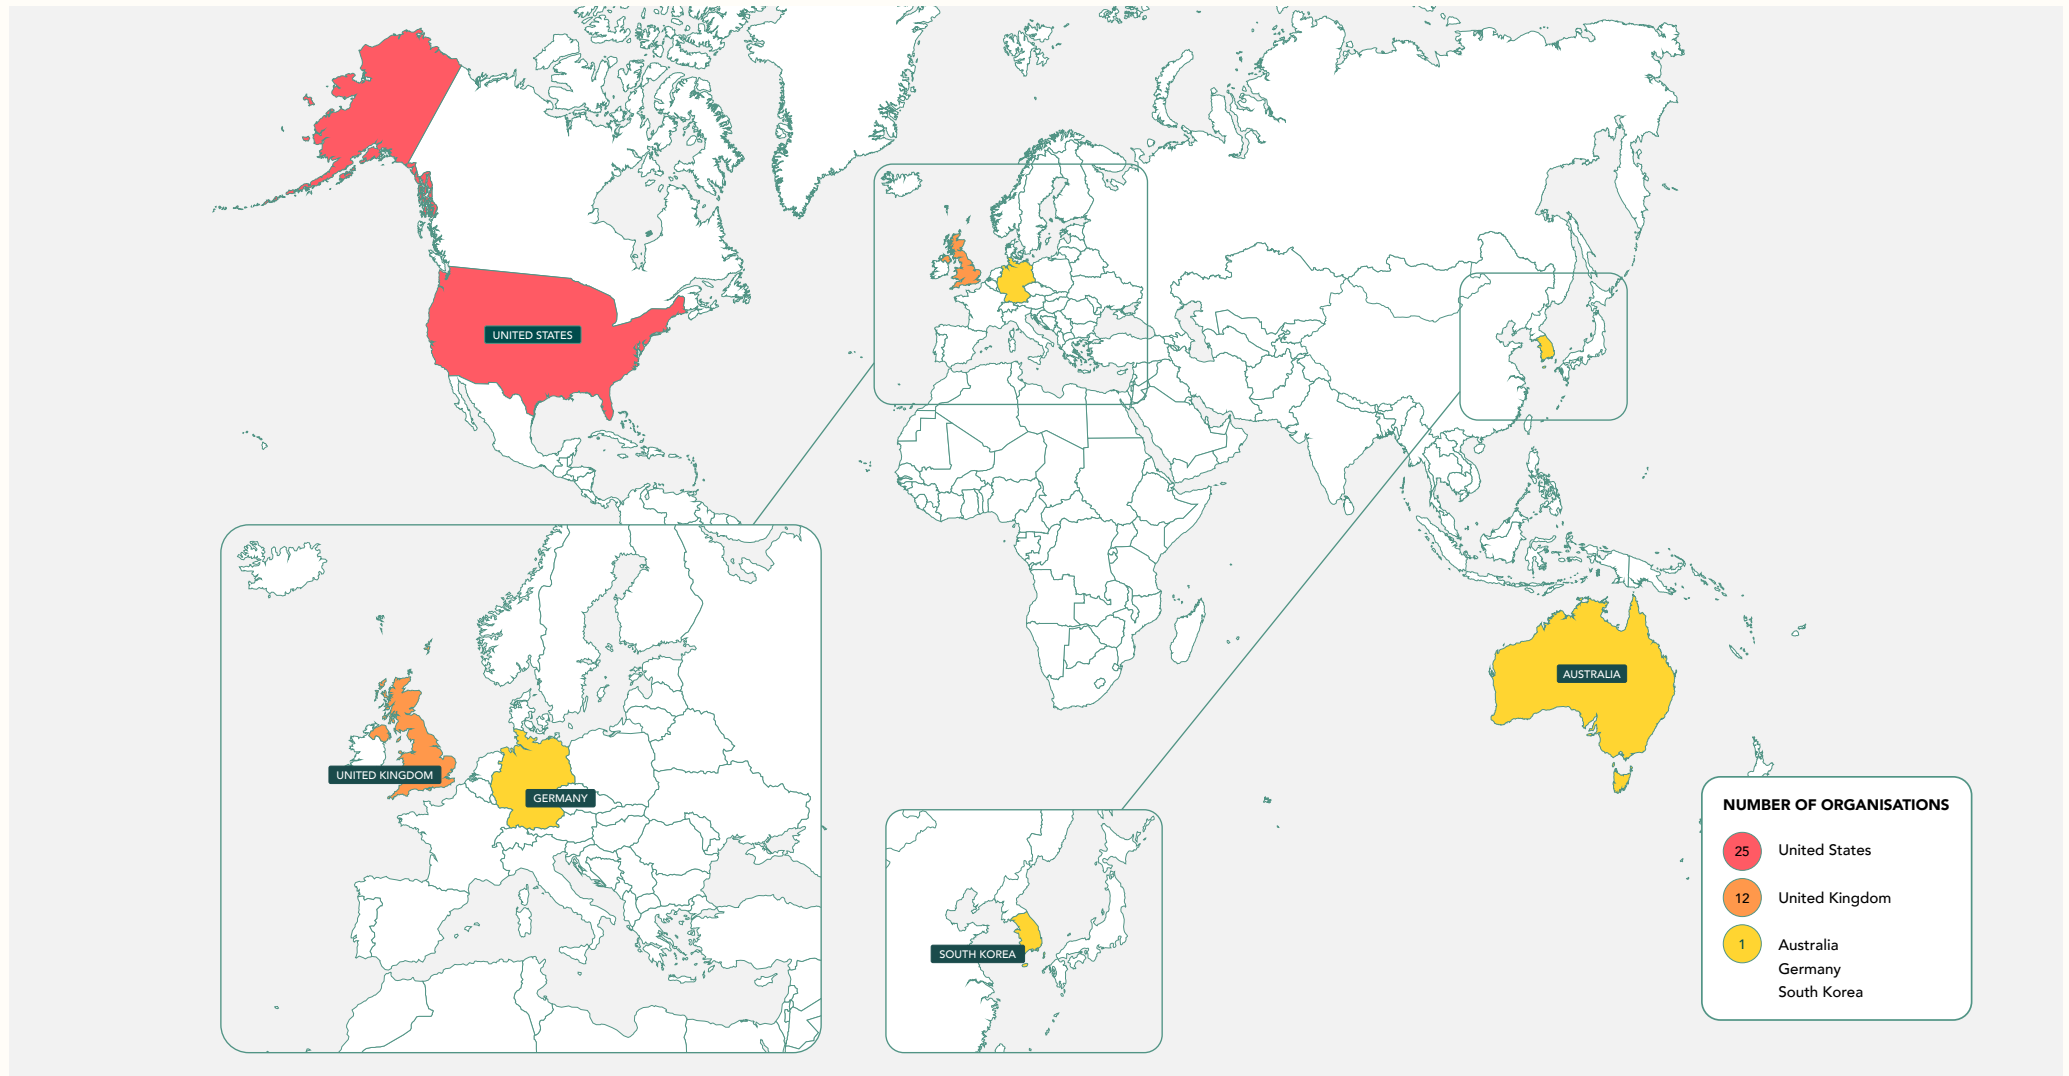 UNITED STATES
AUSTRALIA
UNITED KINGDOM
GERMANY
SOUTH KOREA
NUMBER OF ORGANISATIONS
25 United States
12 United Kingdom
1 Australia
Germany
South Korea